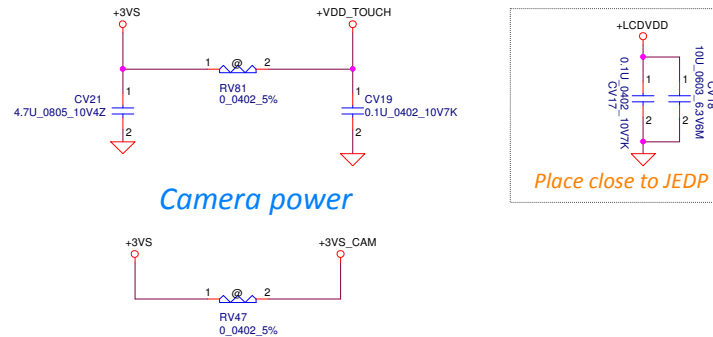 +3VS
+VDD_TOUCH
1 @ 2
RV81
0_0402_5%
1
CV21
4.7U_0805_10V4Z
2
1
CV19
0.1U_0402_10V7K
2
+LCDVDD
1
2
0.1U_0402_10V7K
CV17
1
2
10U_0603_6.3V6M
Place close to JEDP
Camera power
+3VS
+3VS_CAM
1 @ 2
RV47
0_0402_5%